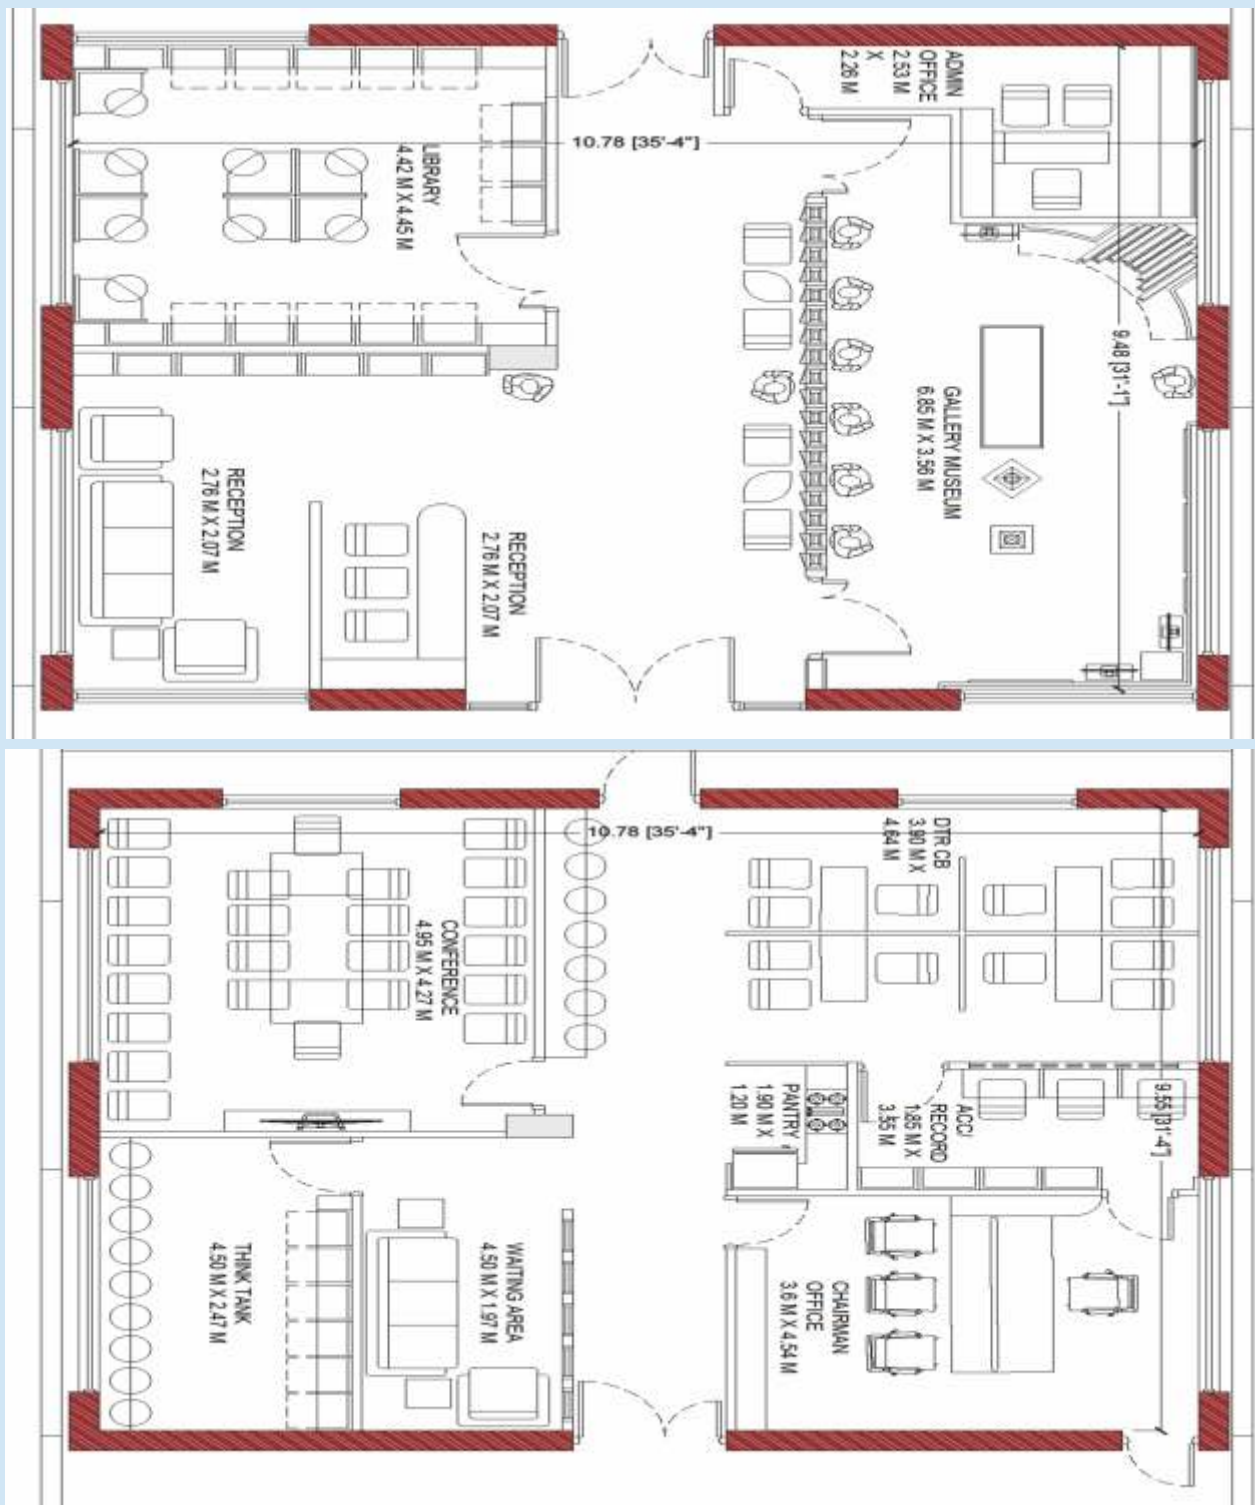 ADMIN
OFFICE
2.53 M
X
2.26 M
10.78 [35'-4"]
LIBRARY
4.42 M X 4.45 M
9.48 [31'-1"]
GALLERY MUSEUM
6.85 M X 3.56 M
RECEPTION
2.76 M X 2.07 M
RECEPTION
2.76 M X 2.07 M
10.78 [35'-4"]
DTR CB
3.90 M X
4.64 M
CONFERENCE
4.95 M X 4.27 M
PANTRY
1.90 M X
1.20 M
ACC/
RECORD
1.85 M X
3.55 M
9.55 [31'-4"]
THINK TANK
4.50 M X 2.47 M
WAITING AREA
4.50 M X 1.97 M
CHAIRMAN
OFFICE
3.6 M X 4.54 M